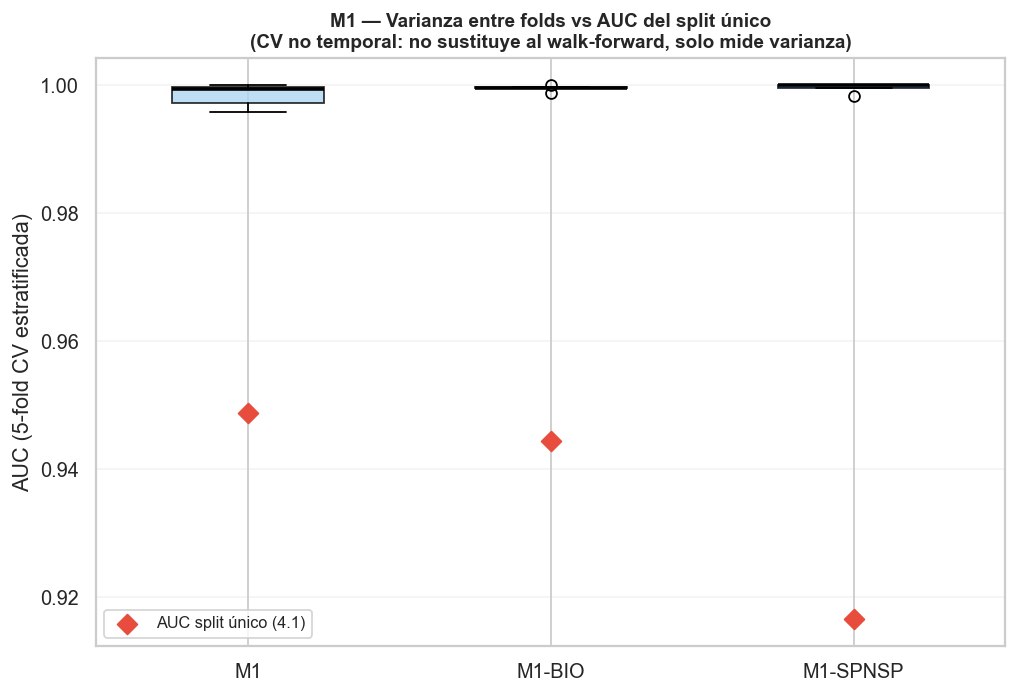 M1 — Varianza entre folds vs AUC del split único
(CV no temporal: no sustituye al walk-forward, solo mide varianza)
AUC (5-fold CV estratificada)
1.00
0.98
0.96
0.94
0.92
AUC split único (4.1)
M1
M1-BIO
M1-SPNSP